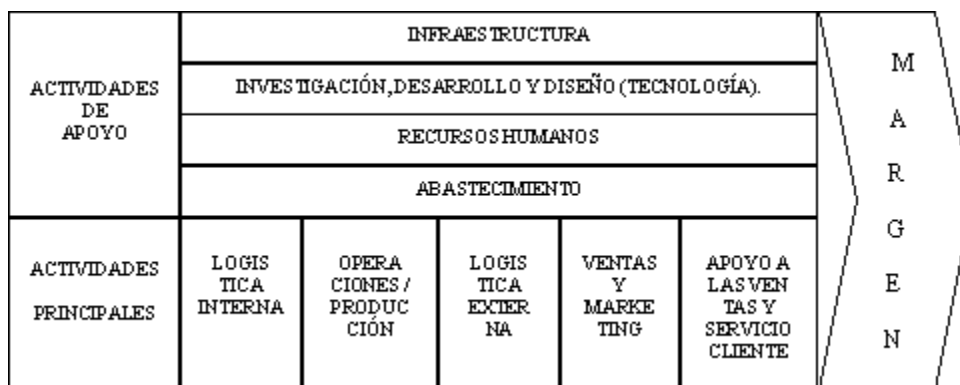 INFRAESTRUCTURA
INVESTIGACIÓN, DESARROLLO Y DISEÑO (TECNOLOGÍA).
RECURSOS HUMANOS
ABASTECIMIENTO
ACTIVIDADES
DE
APOYO
ACTIVIDADES
PRINCIPALES
LOGIS
TICA
INTERNA
OPERA
CIONES /
PRODUC
CIÓN
LOGIS
TICA
EXTER
NA
VENTAS
Y
MARKE
TING
APOYO A
LAS VEN
TAS Y
SERVICIO
CLIENTE
M
A
R
G
E
N